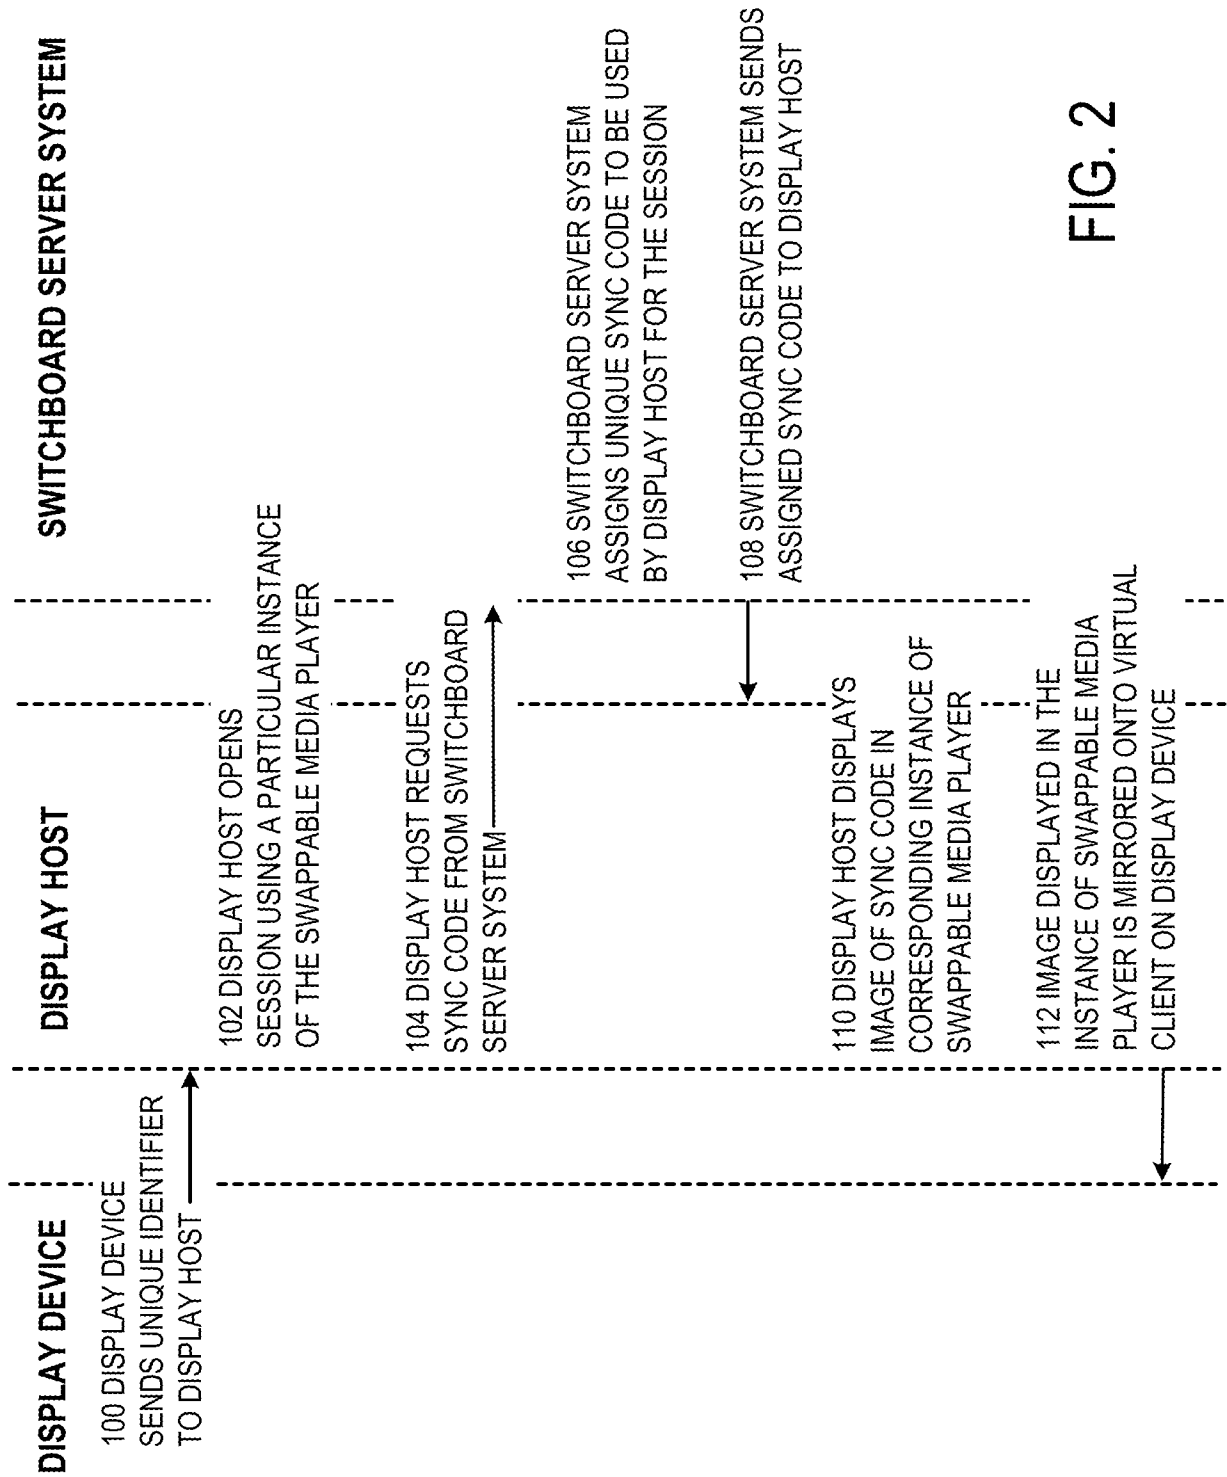 DISPLAY DEVICE
DISPLAY HOST
SWITCHBOARD SERVER SYSTEM
100 DISPLAY DEVICE
SENDS UNIQUE IDENTIFIER
TO DISPLAY HOST
102 DISPLAY HOST OPENS
SESSION USING A PARTICULAR INSTANCE
OF THE SWAPPABLE MEDIA PLAYER
104 DISPLAY HOST REQUESTS
SYNC CODE FROM SWITCHBOARD
SERVER SYSTEM
106 SWITCHBOARD SERVER SYSTEM
ASSIGNS UNIQUE SYNC CODE TO BE USED
BY DISPLAY HOST FOR THE SESSION
108 SWITCHBOARD SERVER SYSTEM SENDS
ASSIGNED SYNC CODE TO DISPLAY HOST
110 DISPLAY HOST DISPLAYS
IMAGE OF SYNC CODE IN
CORRESPONDING INSTANCE OF
SWAPPABLE MEDIA PLAYER
112 IMAGE DISPLAYED IN THE
INSTANCE OF SWAPPABLE MEDIA
PLAYER IS MIRRORED ONTO VIRTUAL
CLIENT ON DISPLAY DEVICE
FIG. 2